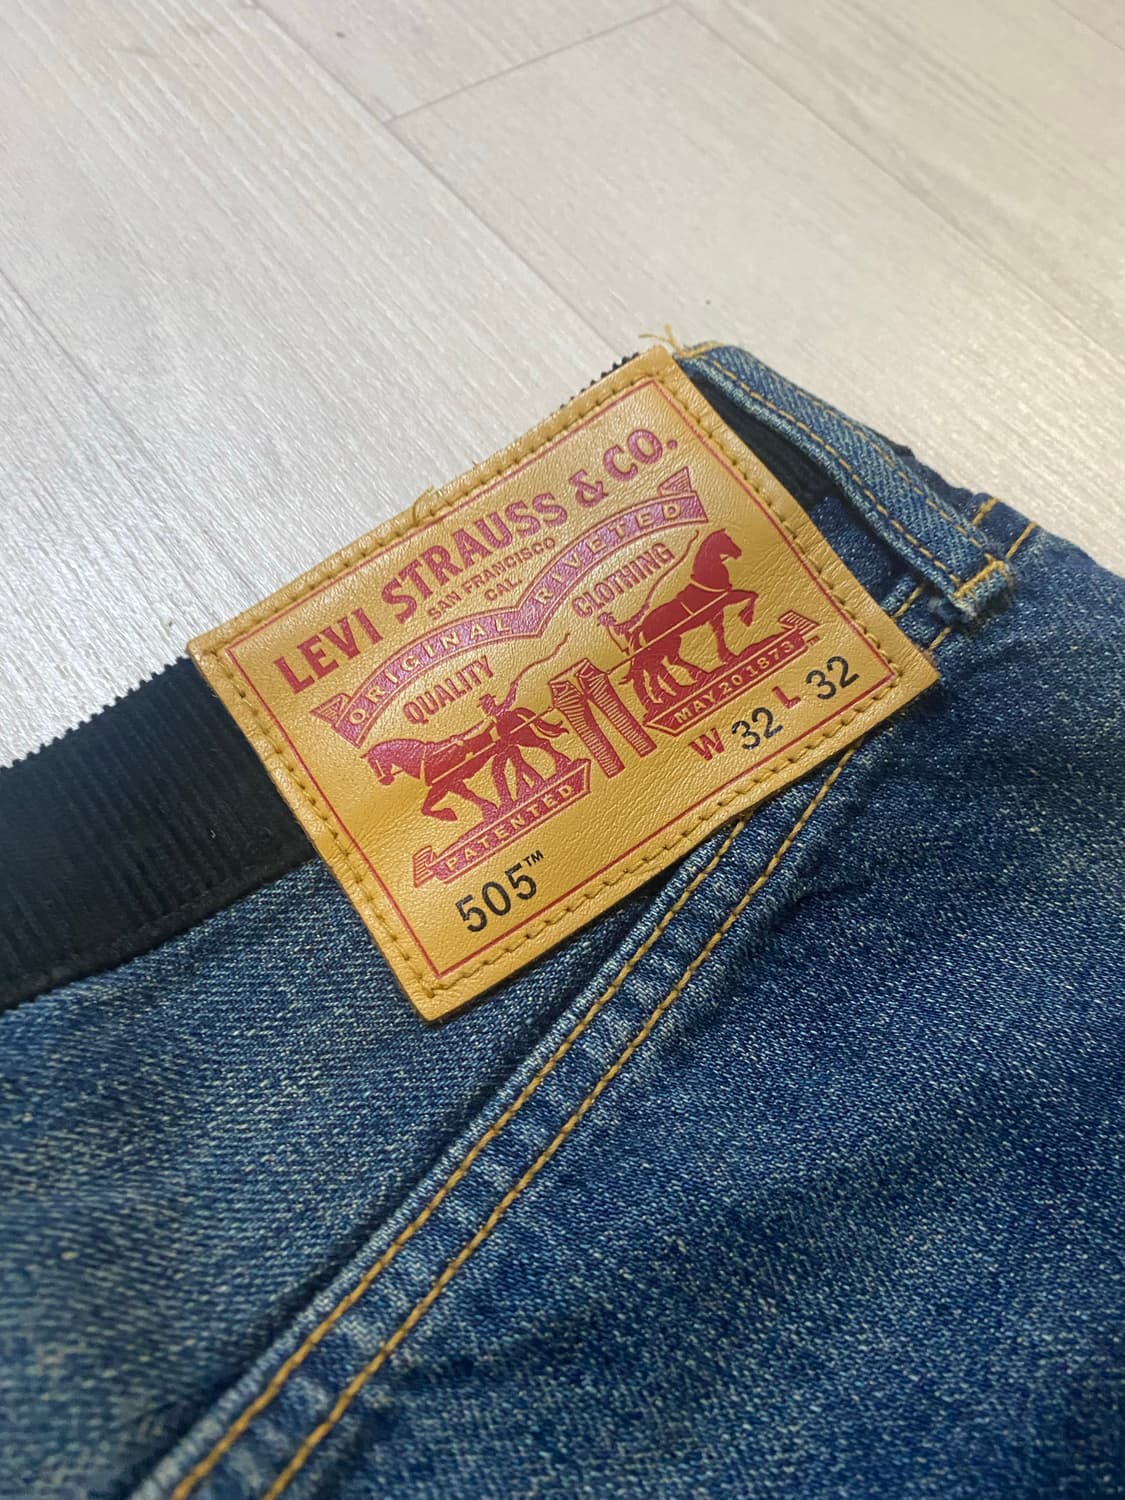 LEVI STRAUSS & CO.
SAN FRANCISCO
CAL.
ORIGINAL RIVETED
QUALITY CLOTHING
PATENTED MAY 20 1873
505™ W 32 L 32